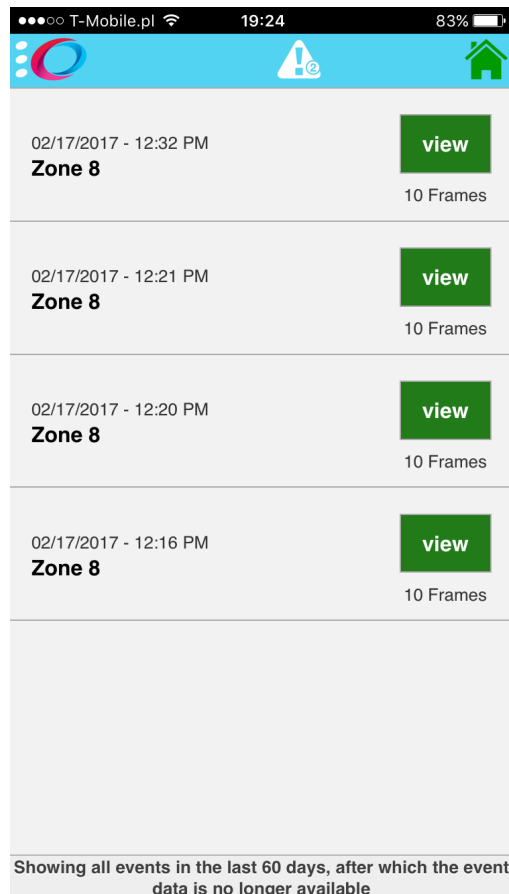 T-Mobile.pl 19:24 83%
2
02/17/2017 - 12:32 PM
Zone 8
view
10 Frames
02/17/2017 - 12:21 PM
Zone 8
view
10 Frames
02/17/2017 - 12:20 PM
Zone 8
view
10 Frames
02/17/2017 - 12:16 PM
Zone 8
view
10 Frames
Showing all events in the last 60 days, after which the event
data is no longer available